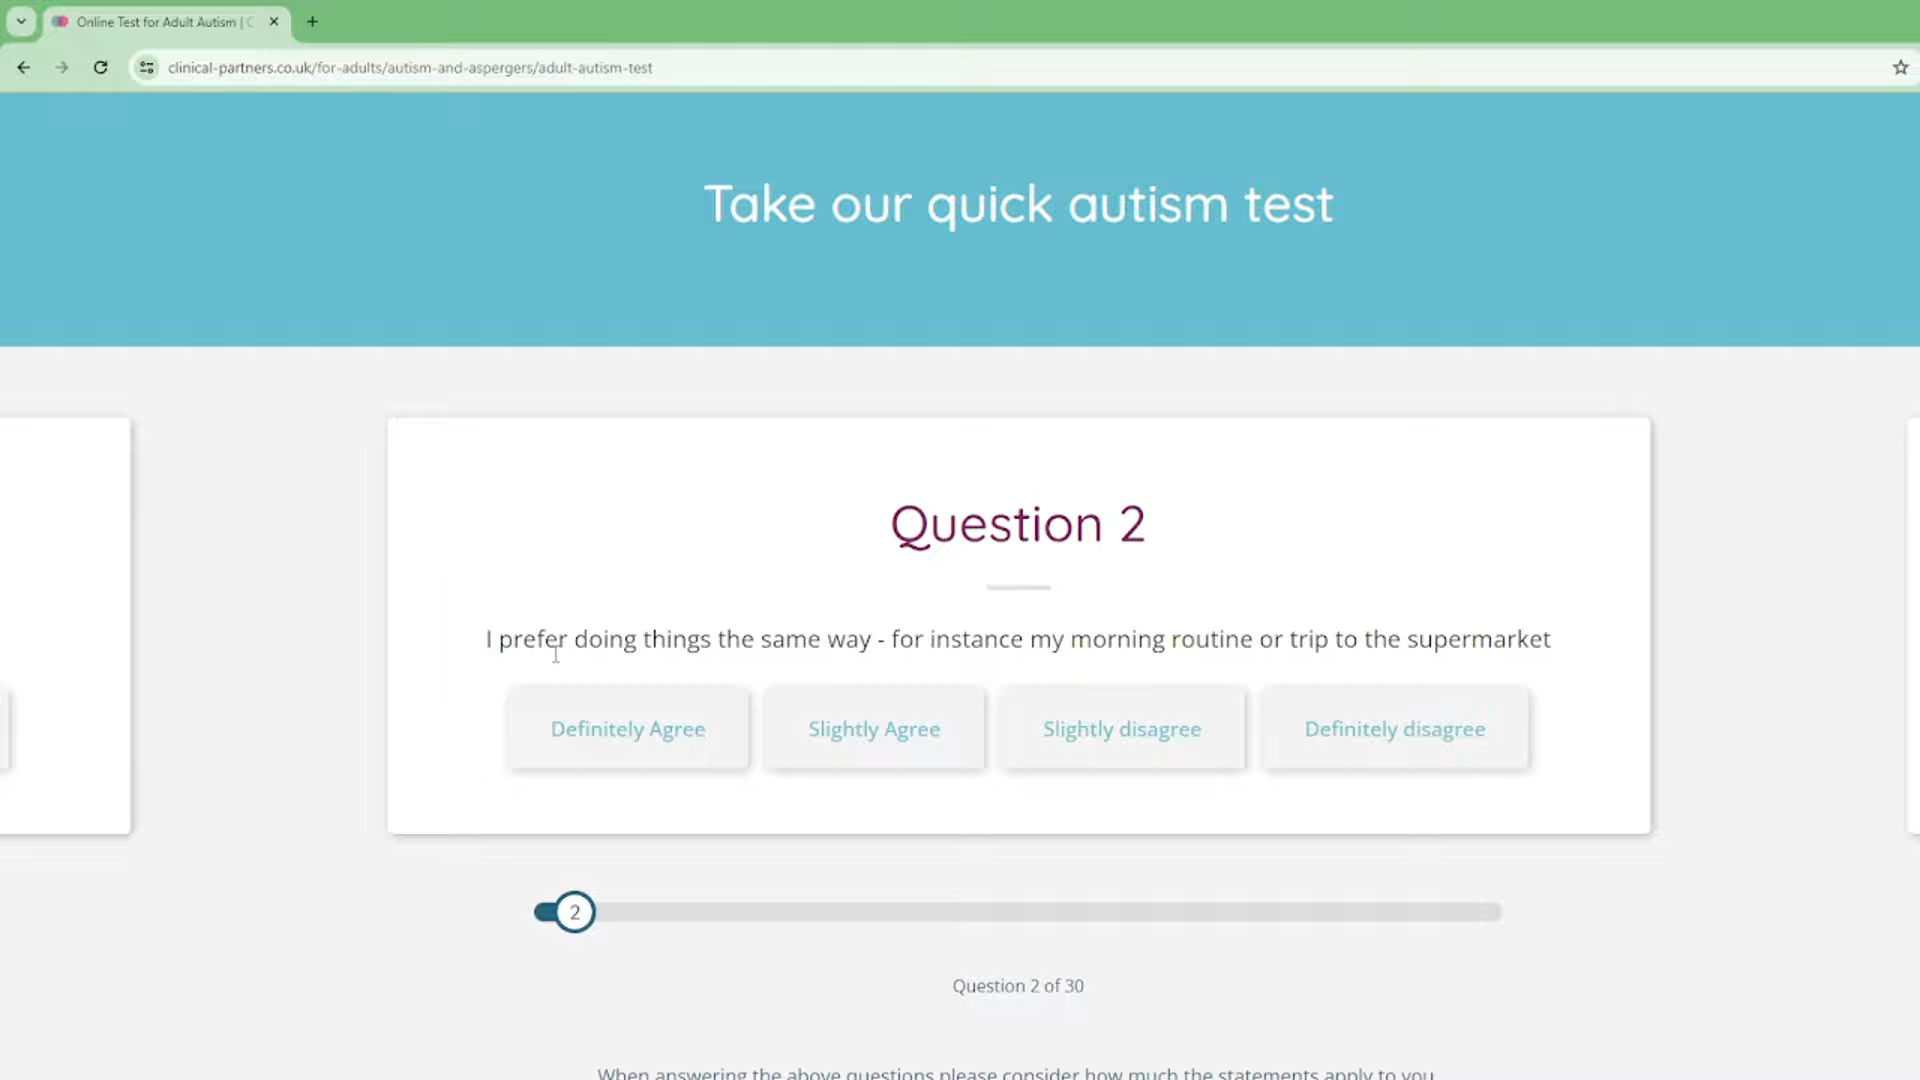 Online Test for Adult Autism | C
clinical-partners.co.uk/for-adults/autism-and-aspergers/adult-autism-test
Take our quick autism test
Question 2
I prefer doing things the same way - for instance my morning routine or trip to the supermarket
Definitely Agree
Slightly Agree
Slightly disagree
Definitely disagree
2
Question 2 of 30
When answering the above questions please consider how much the statements apply to you